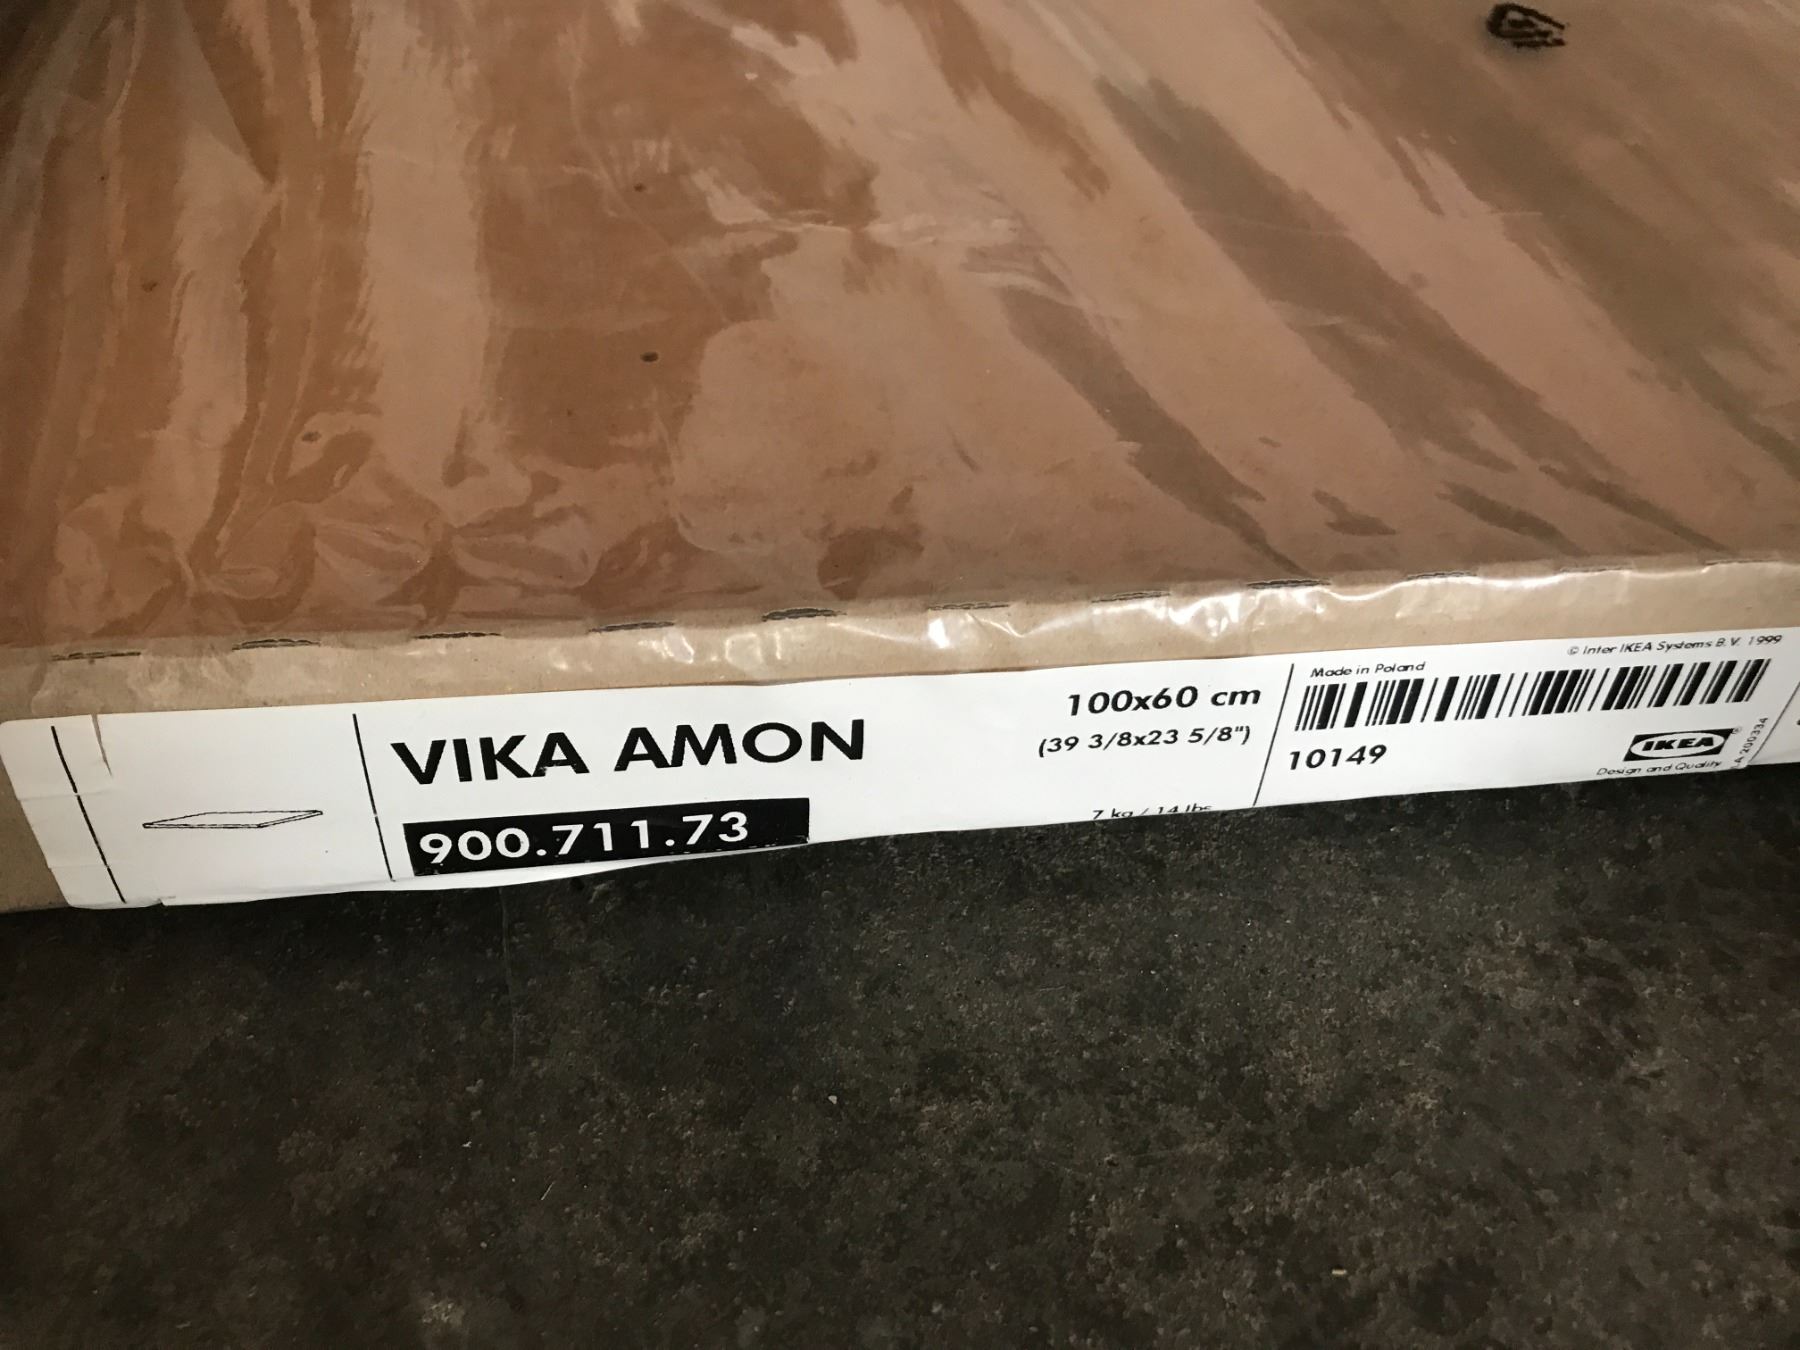 VIKA AMON
900.711.73
100x60 cm
(39 3/8x23 5/8")
7 kg / 14 lbs
Made in Poland
© Inter IKEA Systems B.V. 1999
10149
IKEA®
Design and Quality